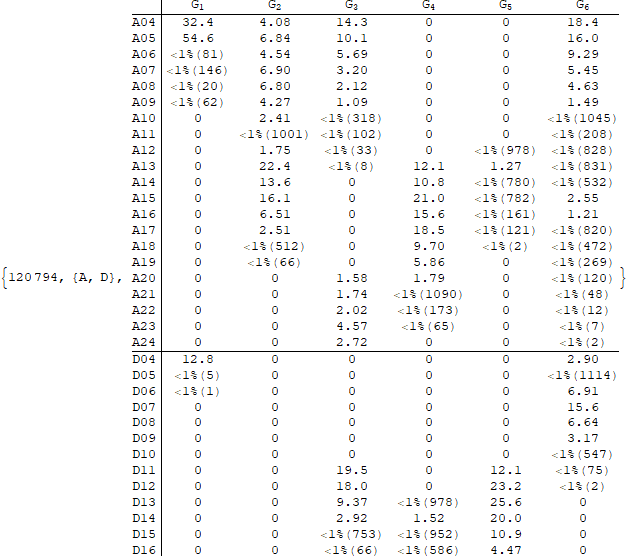 G1 G2 G3 G4 G5 G6
A04 32.4 4.08 14.3 0 0 18.4
A05 54.6 6.84 10.1 0 0 16.0
A06 <1%(81) 4.54 5.69 0 0 9.29
A07 <1%(146) 6.90 3.20 0 0 5.45
A08 <1%(20) 6.80 2.12 0 0 4.63
A09 <1%(62) 4.27 1.09 0 0 1.49
A10 0 2.41 <1%(318) 0 0 <1%(1045)
A11 0 <1%(1001) <1%(102) 0 0 <1%(208)
A12 0 1.75 <1%(33) 0 <1%(978) <1%(828)
A13 0 22.4 <1%(8) 12.1 1.27 <1%(831)
A14 0 13.6 0 10.8 <1%(780) <1%(532)
A15 0 16.1 0 21.0 <1%(782) 2.55
A16 0 6.51 0 15.6 <1%(161) 1.21
A17 0 2.51 0 18.5 <1%(121) <1%(820)
A18 0 <1%(512) 0 9.70 <1%(2) <1%(472)
A19 0 <1%(66) 0 5.86 0 <1%(269)
{120794, {A, D}, A20 0 0 1.58 1.79 0 <1%(120) }
A21 0 0 1.74 <1%(1090) 0 <1%(48)
A22 0 0 2.02 <1%(173) 0 <1%(12)
A23 0 0 4.57 <1%(65) 0 <1%(7)
A24 0 0 2.72 0 0 <1%(2)
D04 12.8 0 0 0 0 2.90
D05 <1%(5) 0 0 0 0 <1%(1114)
D06 <1%(1) 0 0 0 0 6.91
D07 0 0 0 0 0 15.6
D08 0 0 0 0 0 6.64
D09 0 0 0 0 0 3.17
D10 0 0 0 0 0 <1%(547)
D11 0 0 19.5 0 12.1 <1%(75)
D12 0 0 18.0 0 23.2 <1%(2)
D13 0 0 9.37 <1%(978) 25.6 0
D14 0 0 2.92 1.52 20.0 0
D15 0 0 <1%(753) <1%(952) 10.9 0
D16 0 0 <1%(66) <1%(586) 4.47 0